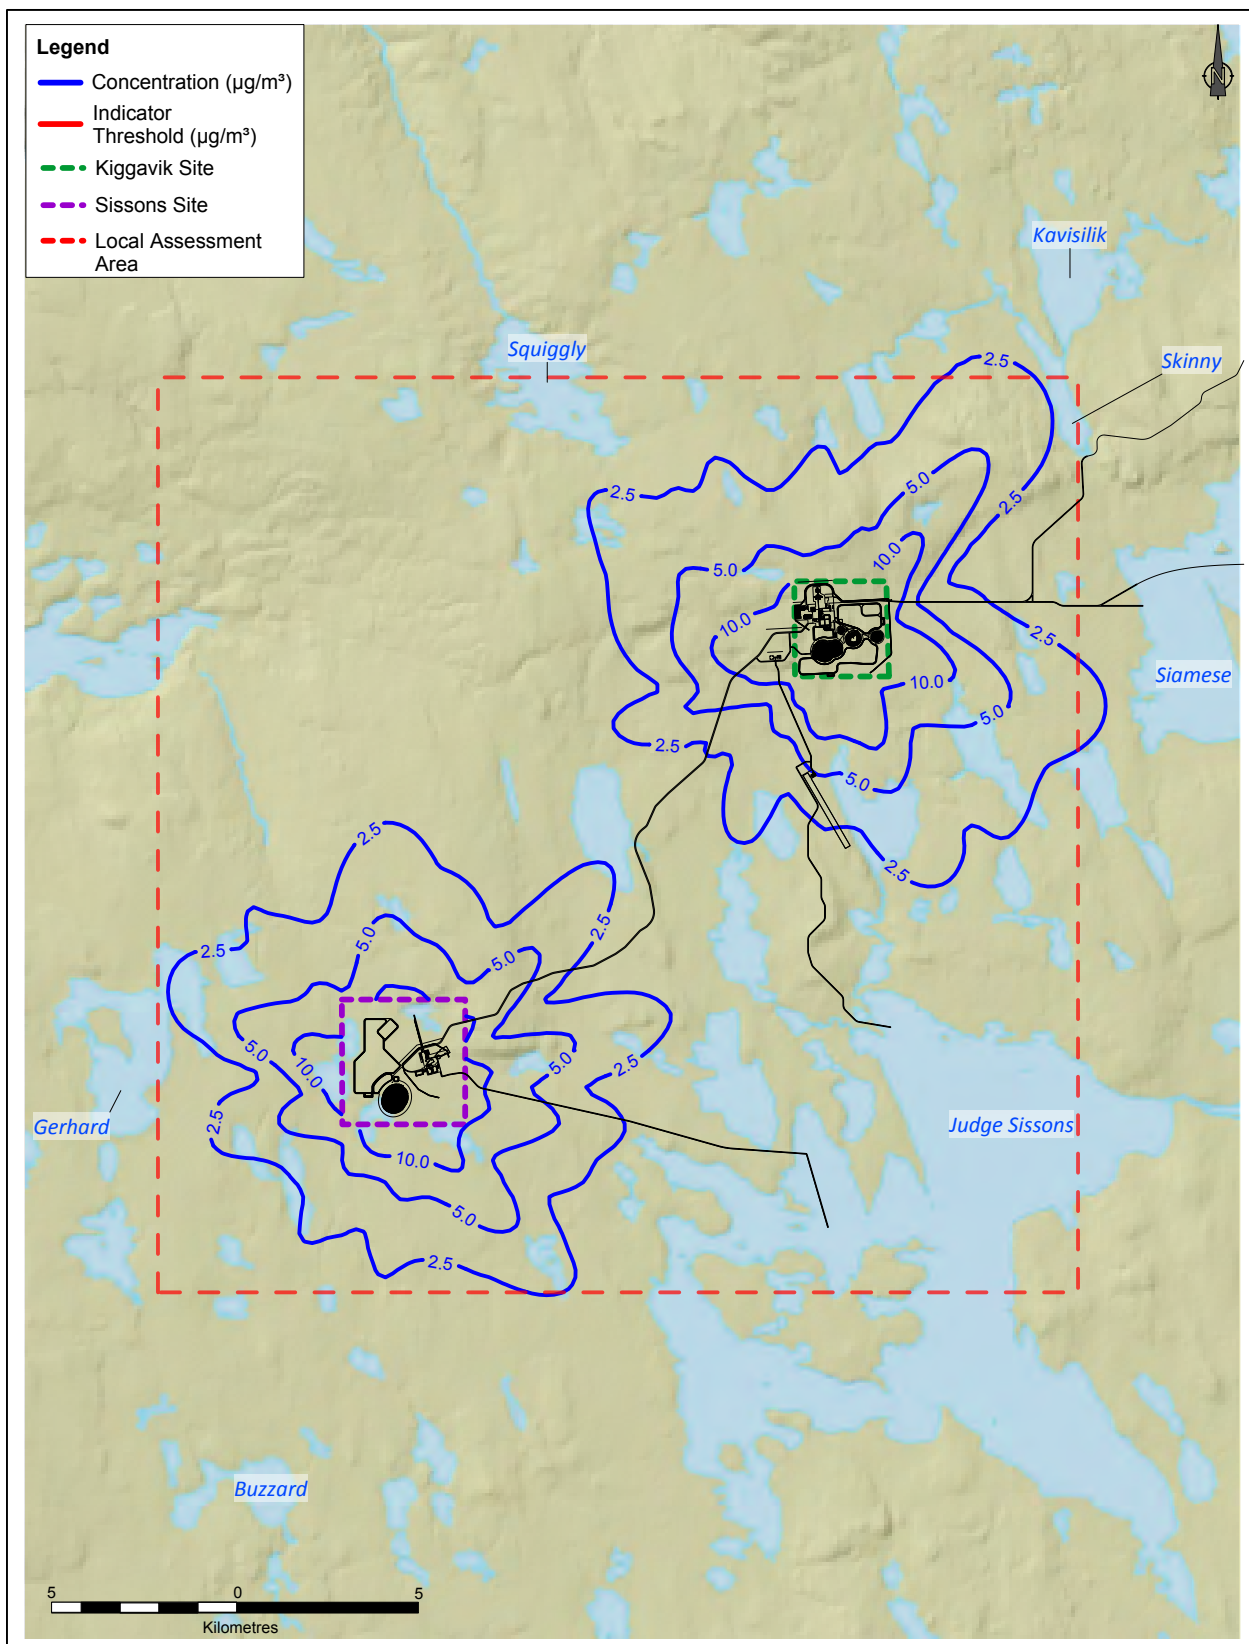 Legend
Concentration (µg/m³)
Indicator
Threshold (µg/m³)
Kiggavik Site
Sissons Site
Local Assessment
Area
N
Kavisilik
Squiggly
Skinny
2.5
2.5
5.0
2.5
10.0
5.0
10.0
2.5
Siamese
10.0
5.0
2.5
5.0
2.5
2.5
2.5
2.5
5.0
5.0
5.0
5.0
2.5
10.0
2.5
Gerhard
Judge Sissons
10.0
5.0
2.5
Buzzard
5 0 5
Kilometres